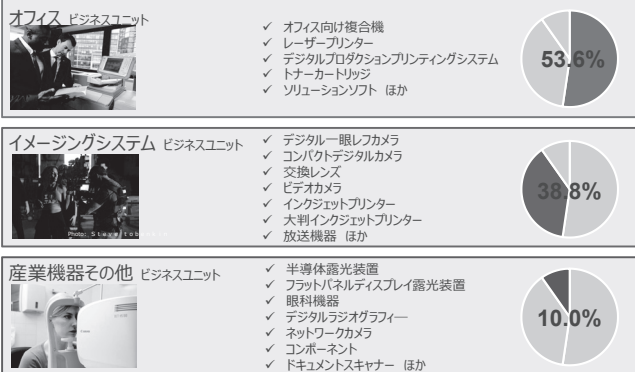 オフィス ビジネスユニット
✓ オフィス向け複合機
✓ レーザープリンター
✓ デジタルプロダクションプリンティングシステム
✓ トナーカートリッジ
✓ ソリューションソフト ほか
53.6%
イメージングシステム ビジネスユニット
Photo: Steve
✓ デジタル一眼レフカメラ
✓ コンパクトデジタルカメラ
✓ 交換レンズ
✓ ビデオカメラ
✓ インクジェットプリンター
✓ 大判インクジェットプリンター
✓ 放送機器 ほか
38.8%
産業機器その他 ビジネスユニット
✓ 半導体露光装置
✓ フラットパネルディスプレイ露光装置
✓ 眼科機器
✓ デジタルラジオグラフィー
✓ ネットワークカメラ
✓ コンポーネント
✓ ドキュメントスキャナー ほか
10.0%